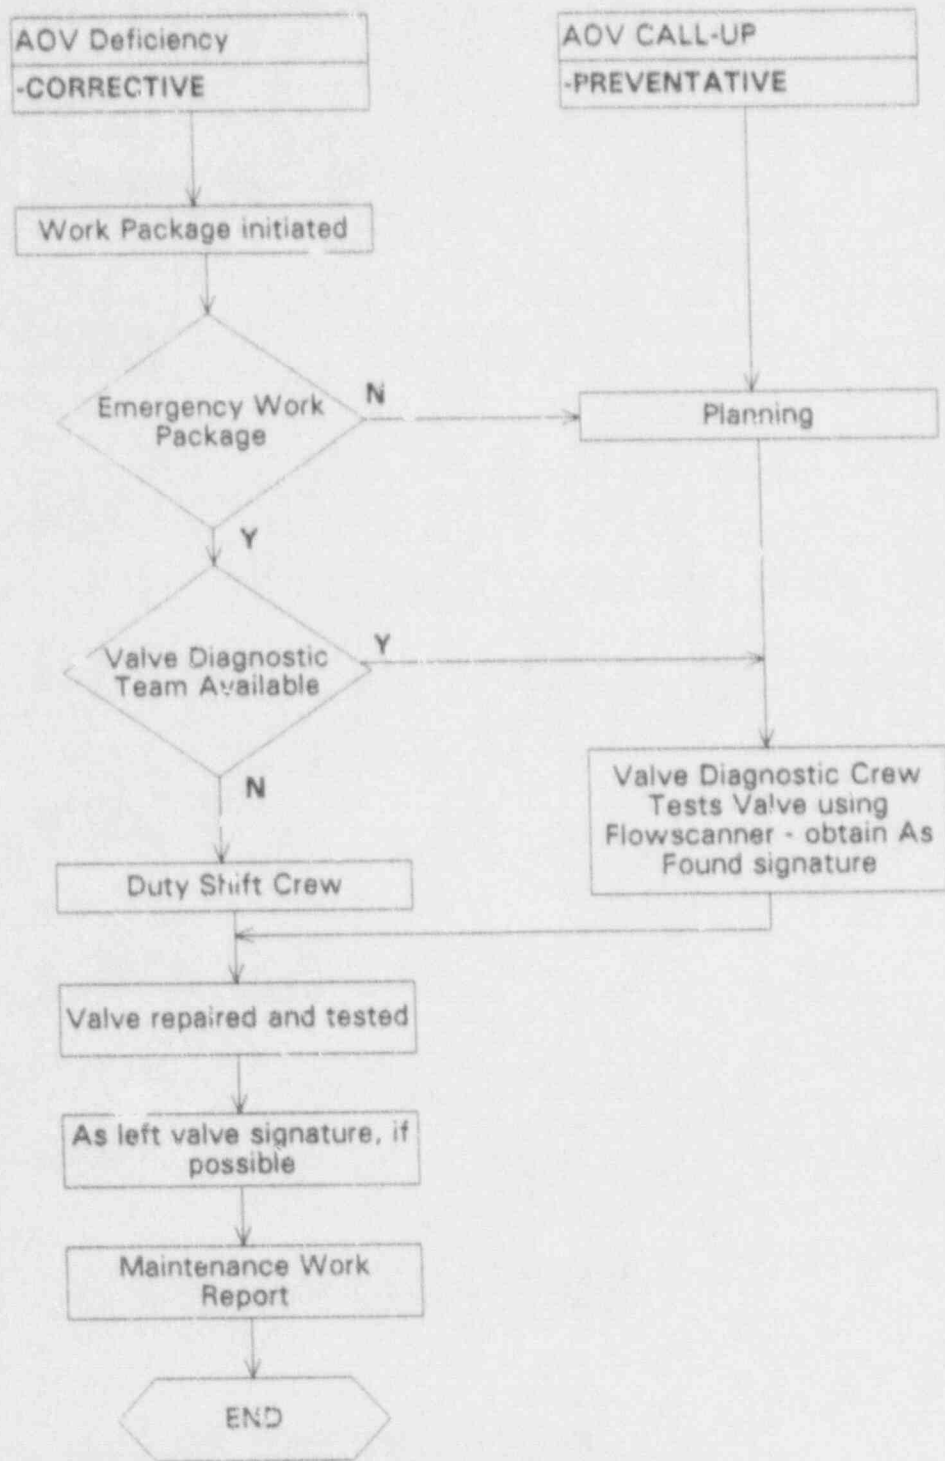 AOV Deficiency
-CORRECTIVE
AOV CALL-UP
-PREVENTATIVE
Work Package initiated
Emergency Work
Package
N
Planning
Y
Valve Diagnostic
Team Available
Y
N
Valve Diagnostic Crew
Tests Valve using
Flowscanner - obtain As
Found signature
Duty Shift Crew
Valve repaired and tested
As left valve signature, if
possible
Maintenance Work
Report
END